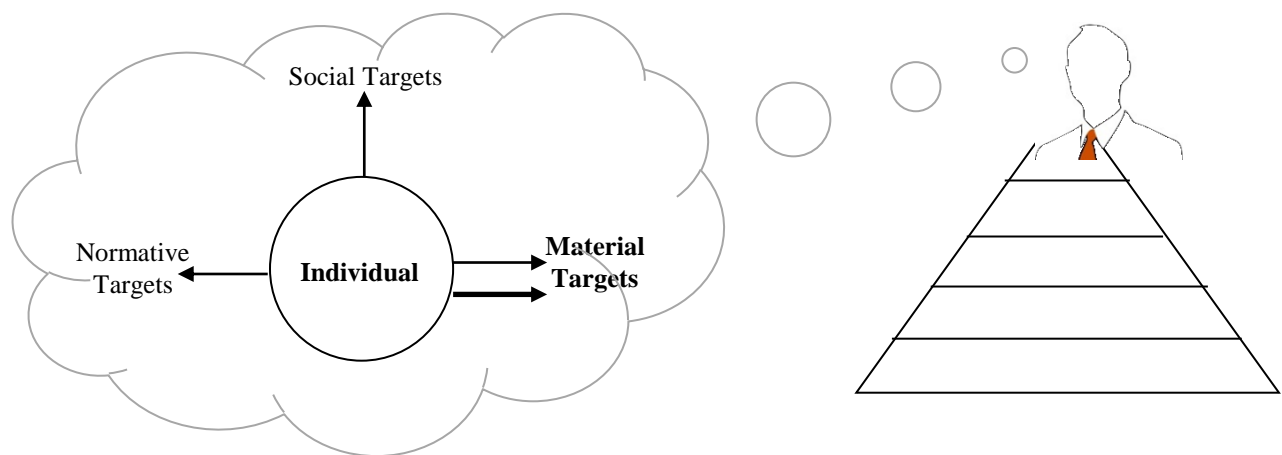 Social Targets
Normative
Targets
Individual
Material
Targets